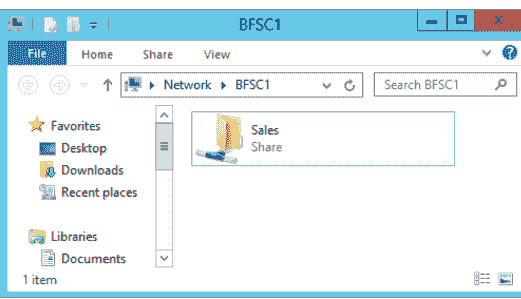 BFSC1
File Home Share View
Network BFSC1 Search BFSC1
Favorites
Desktop
Downloads
Recent places
Libraries
Documents
Sales
Share
1 item